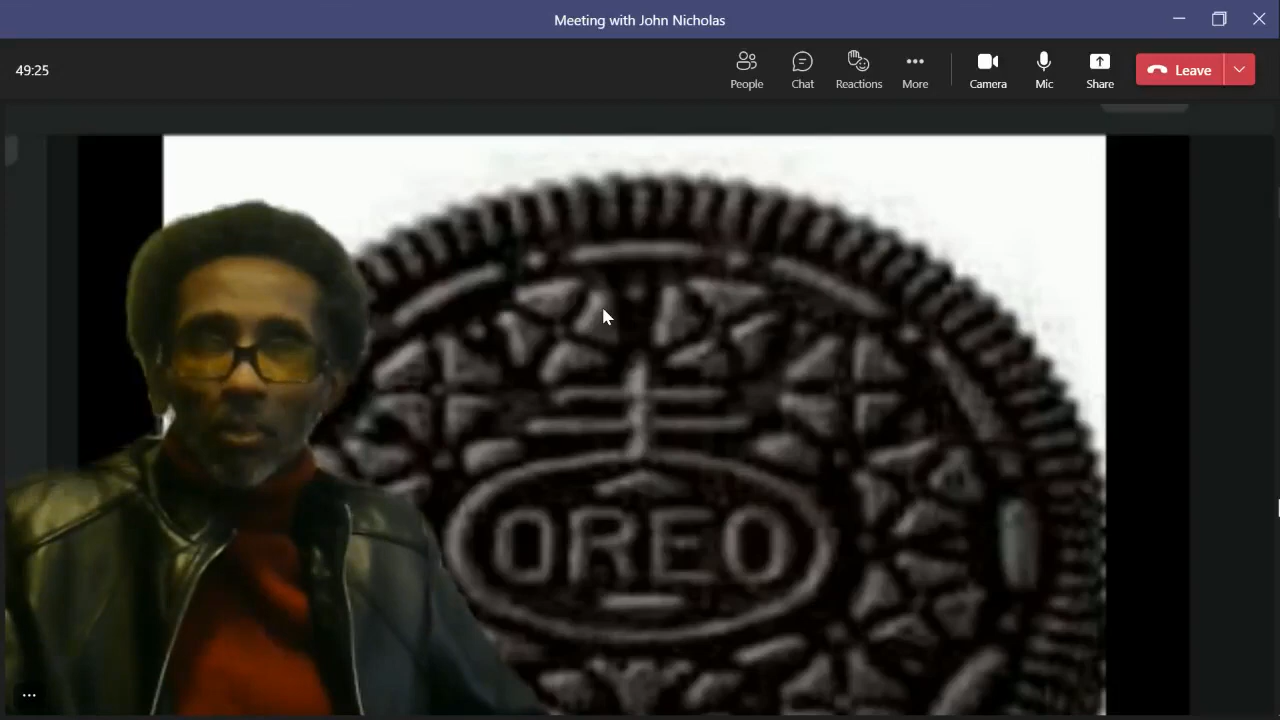 Meeting with John Nicholas
49:25
People
Chat
Reactions
More
Camera
Mic
Share
Leave
OREO